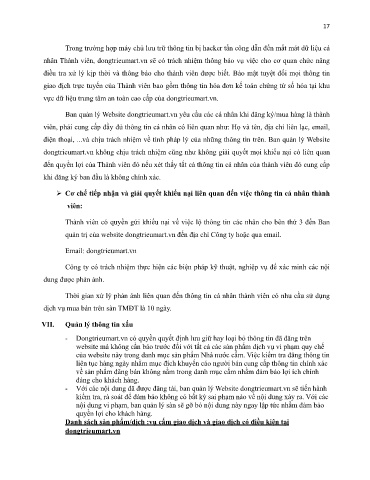 17
Trong trường hợp máy chủ lưu trữ thông tin bị hacker tấn công dẫn đến mất mát dữ liệu cá
nhân Thành viên, dongtrieumart.vn sẽ có trách nhiệm thông báo vụ việc cho cơ quan chức năng
điều tra xử lý kịp thời và thông báo cho thành viên được biết. Bảo mật tuyệt đối mọi thông tin
giao dịch trực tuyến của Thành viên bao gồm thông tin hóa đơn kế toán chứng từ số hóa tại khu
vực dữ liệu trung tâm an toàn cao cấp của dongtrieumart.vn.
Ban quản lý Website dongtrieumart.vn yêu cầu các cá nhân khi đăng ký/mua hàng là thành
viên, phải cung cấp đầy đủ thông tin cá nhân có liên quan như: Họ và tên, địa chỉ liên lạc, email,
điện thoại, ...và chịu trách nhiệm về tính pháp lý của những thông tin trên. Ban quản lý Website
dongtrieumart.vn không chịu trách nhiệm cũng như không giải quyết mọi khiếu nại có liên quan
đến quyền lợi của Thành viên đó nếu xét thấy tất cả thông tin cá nhân của thành viên đó cung cấp
khi đăng ký ban đầu là không chính xác.
➢ Cơ chế tiếp nhận và giải quyết khiếu nại liên quan đến việc thông tin cá nhân thành
viên:
Thành viên có quyền gửi khiếu nại về việc lộ thông tin các nhân cho bên thứ 3 đến Ban
quản trị của website dongtrieumart.vn đến địa chỉ Công ty hoặc qua email.
Email: dongtrieumart.vn
Công ty có trách nhiệm thực hiện các biện pháp kỹ thuật, nghiệp vụ để xác minh các nội
dung được phản ánh.
Thời gian xử lý phản ánh liên quan đến thông tin cá nhân thành viên có nhu cầu sử dụng
dịch vụ mua bán trên sàn TMĐT là 10 ngày.
VII. Quản lý thông tin xấu
- Dongtrieumart.vn có quyền quyết định lưu giữ hay loại bỏ thông tin đã đăng trên
website mà không cần báo trước đối với tất cả các sản phẩm dịch vụ vi phạm quy chế
của website này trong danh mục sản phẩm Nhà nước cấm. Việc kiểm tra đăng thông tin
liên tục hàng ngày nhằm mục đích khuyến cáo người bán cung cấp thông tin chính xác
về sản phẩm đăng bán không nằm trong danh mục cấm nhằm đảm bảo lợi ích chính
đáng cho khách hàng.
- Với các nội dung đã được đăng tải, ban quản lý Website dongtrieumart.vn sẽ tiến hành
kiểm tra, rà soát để đảm bảo không có bất kỳ sai phạm nào về nội dung xảy ra. Với các
nội dung vi phạm, ban quản lý sàn sẽ gỡ bỏ nội dung này ngay lập tức nhằm đảm bảo
quyền lợi cho khách hàng.
Danh sách sản phẩm/dịch :vụ cấm giao dịch và giao dịch có điều kiện tại
dongtrieumart.vn